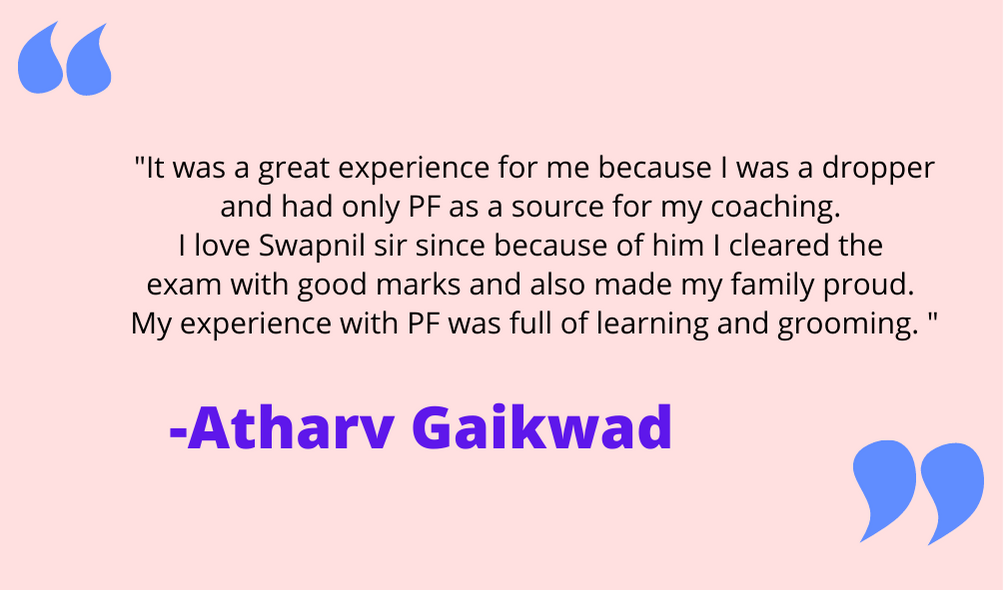 "It was a great experience for me because I was a dropper
and had only PF as a source for my coaching.
I love Swapnil sir since because of him I cleared the
exam with good marks and also made my family proud.
My experience with PF was full of learning and grooming. "
-Atharv Gaikwad